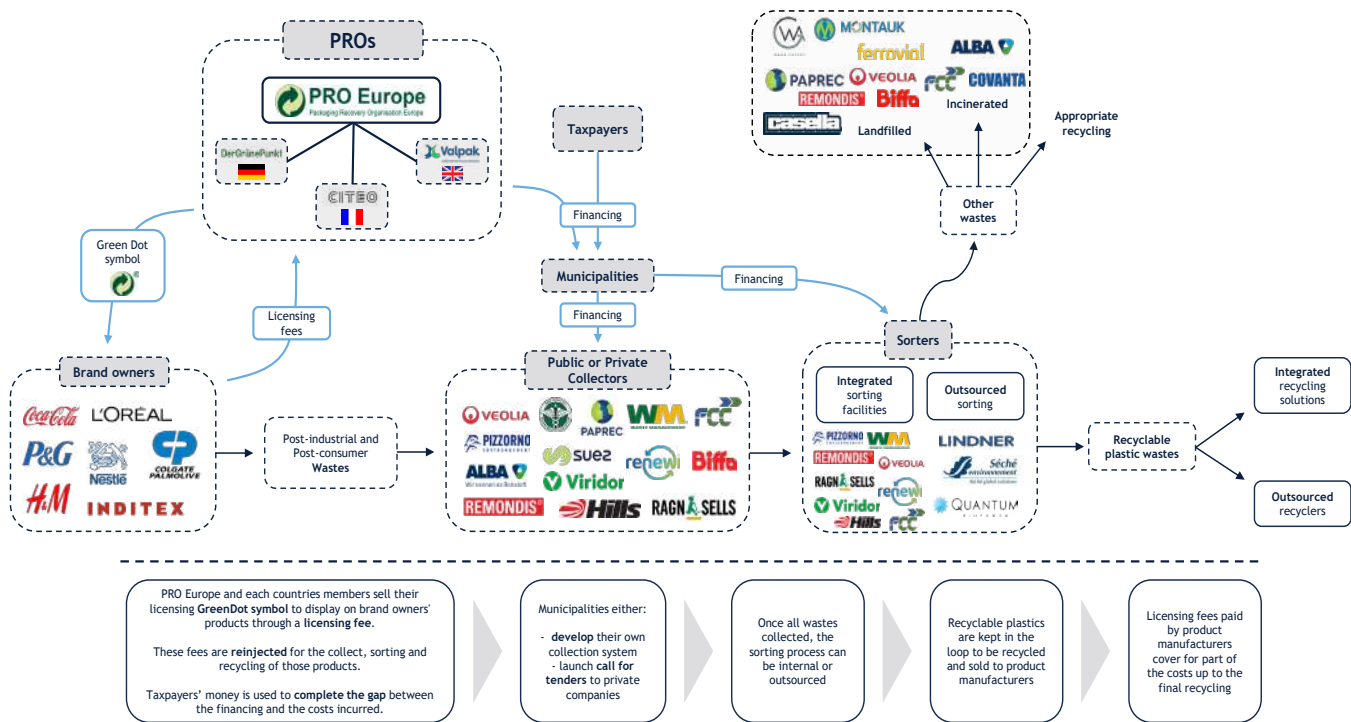 PROs
PRO Europe
Packaging Recovery Organisation Europe
DerGrünePunkt
Valpak
CITEO
Taxpayers
MONTAUK
ferrovial
ALBA
PAPREC
VEOLIA
FCC
COVANTA
REMONDIS
Biffa
Incinerated
casella
Landfilled
Appropriate
recycling
Other
wastes
Financing
Green Dot
symbol
Municipalities
Financing
Licensing
fees
Financing
Sorters
Brand owners
Public or Private
Collectors
Coca-Cola
L'ORÉAL
P&G
Nestlé
COLGATE
PALMOLIVE
H&M
INDITEX
Post-industrial and
Post-consumer
Wastes
VEOLIA
PAPREC
WM
WASTE MANAGEMENT
FCC
PIZZORNO
ENVIRONNEMENT
suez
renewi
Biffa
ALBA
Viridor
REMONDIS
Hills
RAGN SELLS
Integrated
sorting
facilities
Outsourced
sorting
PIZZORNO
ENVIRONNEMENT
WM
REMONDIS
VEOLIA
RAGN SELLS
renewi
Viridor
Hills
FCC
LINDNER
Séché
environnement
QUANTUM
Recyclable
plastic wastes
Integrated
recycling
solutions
Outsourced
recyclers
PRO Europe and each countries members sell their
licensing GreenDot symbol to display on brand owners'
products through a licensing fee.
These fees are reinjected for the collect, sorting and
recycling of those products.
Taxpayers' money is used to complete the gap between
the financing and the costs incurred.
Municipalities either:
- develop their own
collection system
- launch call for
tenders to private
companies
Once all wastes
collected, the
sorting process can
be internal or
outsourced
Recyclable plastics
are kept in the
loop to be recycled
and sold to product
manufacturers
Licensing fees paid
by product
manufacturers
cover for part of
the costs up to the
final recycling